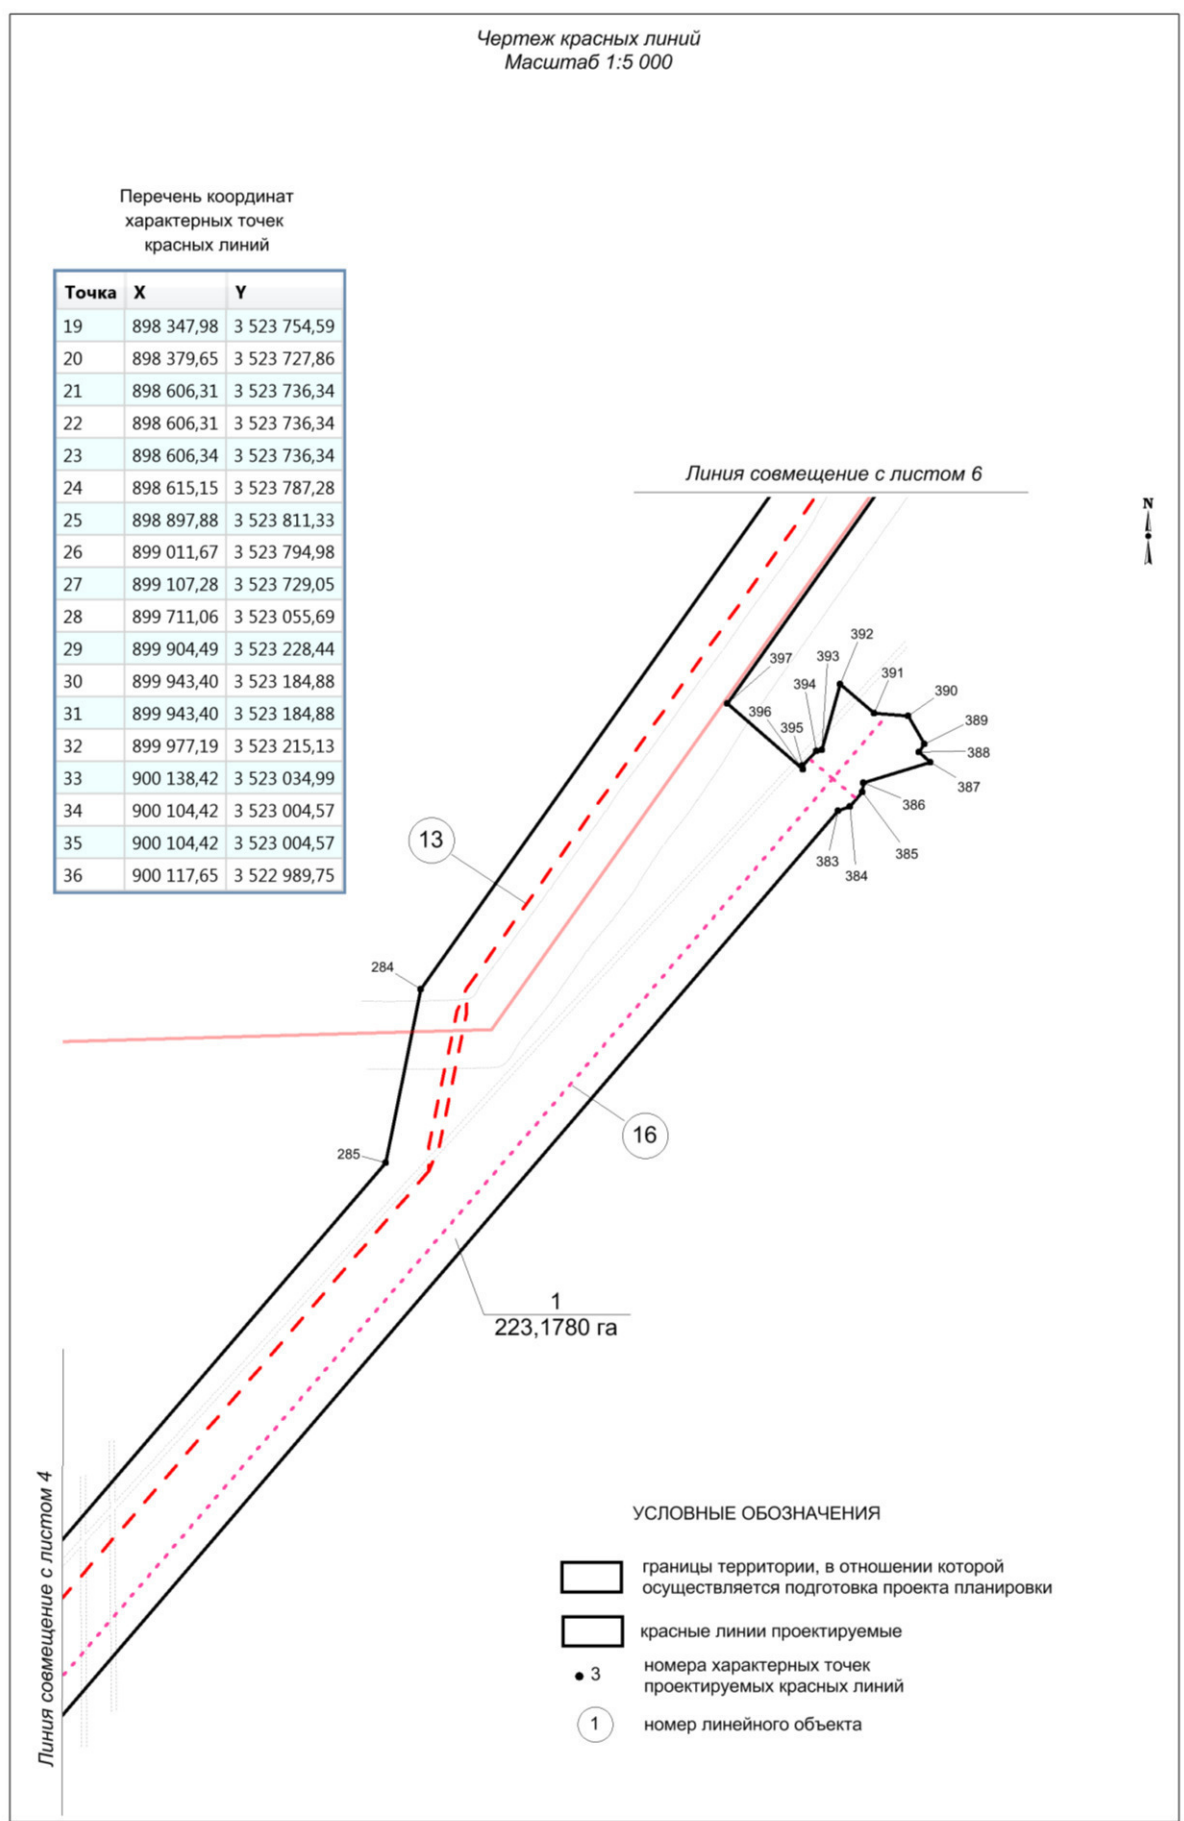 Чертеж красных линий
Масштаб 1:5 000
Перечень координат
характерных точек
красных линий
Точка X Y
19 898 347,98 3 523 754,59
20 898 379,65 3 523 727,86
21 898 606,31 3 523 736,34
22 898 606,31 3 523 736,34
23 898 606,34 3 523 736,34
24 898 615,15 3 523 787,28
25 898 897,88 3 523 811,33
26 899 011,67 3 523 794,98
27 899 107,28 3 523 729,05
28 899 711,06 3 523 055,69
29 899 904,49 3 523 228,44
30 899 943,40 3 523 184,88
31 899 943,40 3 523 184,88
32 899 977,19 3 523 215,13
33 900 138,42 3 523 034,99
34 900 104,42 3 523 004,57
35 900 104,42 3 523 004,57
36 900 117,65 3 522 989,75
Линия совмещение с листом 6
N
392
393
397
391
394
390
396
395
389
388
387
386
385
383
384
13
284
16
285
1
223,1780 га
Линия совмещение с листом 4
УСЛОВНЫЕ ОБОЗНАЧЕНИЯ
границы территории, в отношении которой
осуществляется подготовка проекта планировки
красные линии проектируемые
3 номера характерных точек
проектируемых красных линий
1 номер линейного объекта